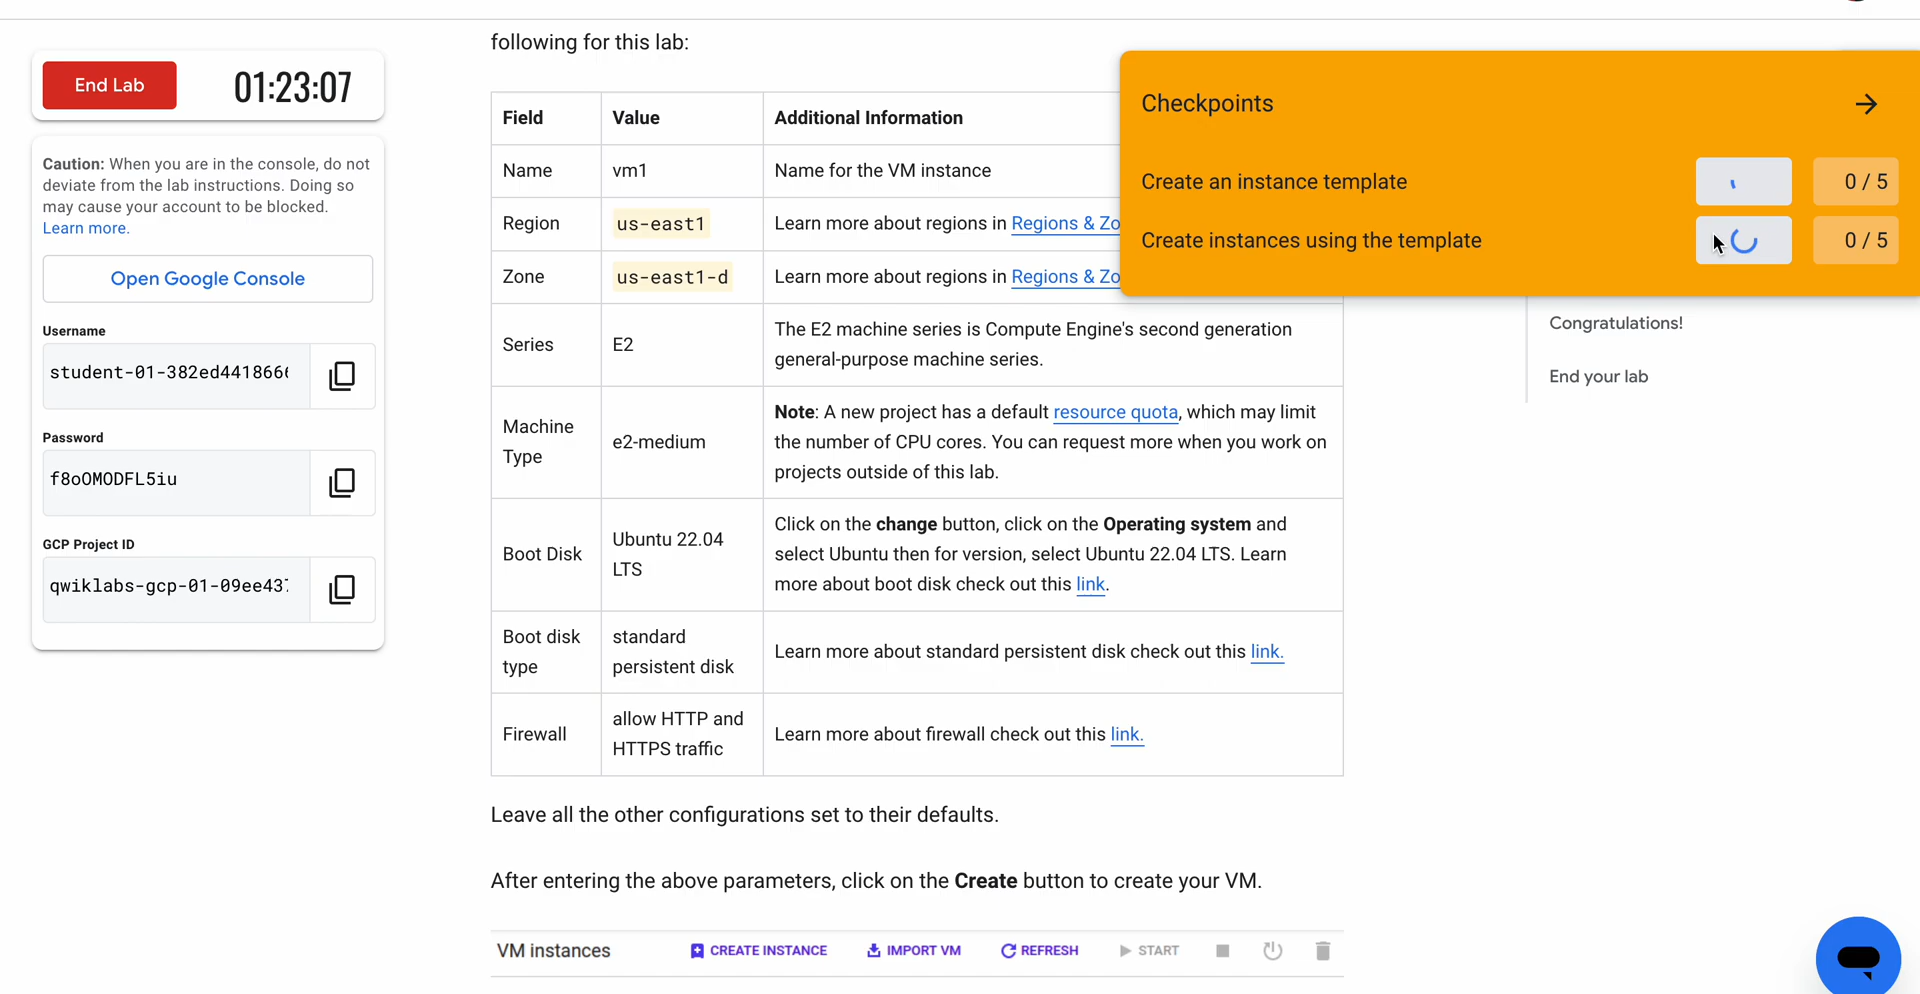 following for this lab:
End Lab
01:23:07
Caution: When you are in the console, do not
deviate from the lab instructions. Doing so
may cause your account to be blocked.
Learn more.
Open Google Console
Username
student-01-382ed441866
Password
f8oOMODFL5iu
GCP Project ID
qwiklabs-gcp-01-09ee43
Field Value Additional Information
Name vm1 Name for the VM instance
Region us-east1 Learn more about regions in Regions & Zo
Zone us-east1-d Learn more about regions in Regions & Zo
Series E2 The E2 machine series is Compute Engine's second generation
general-purpose machine series.
Machine
Type
e2-medium
Note: A new project has a default resource quota, which may limit
the number of CPU cores. You can request more when you work on
projects outside of this lab.
Boot Disk
Ubuntu 22.04
LTS
Click on the change button, click on the Operating system and
select Ubuntu then for version, select Ubuntu 22.04 LTS. Learn
more about boot disk check out this link.
Boot disk
type
standard
persistent disk
Learn more about standard persistent disk check out this link.
Firewall
allow HTTP and
HTTPS traffic
Learn more about firewall check out this link.
Leave all the other configurations set to their defaults.
After entering the above parameters, click on the Create button to create your VM.
VM instances CREATE INSTANCE IMPORT VM REFRESH START
Checkpoints
Create an instance template 0 / 5
Create instances using the template 0 / 5
Congratulations!
End your lab